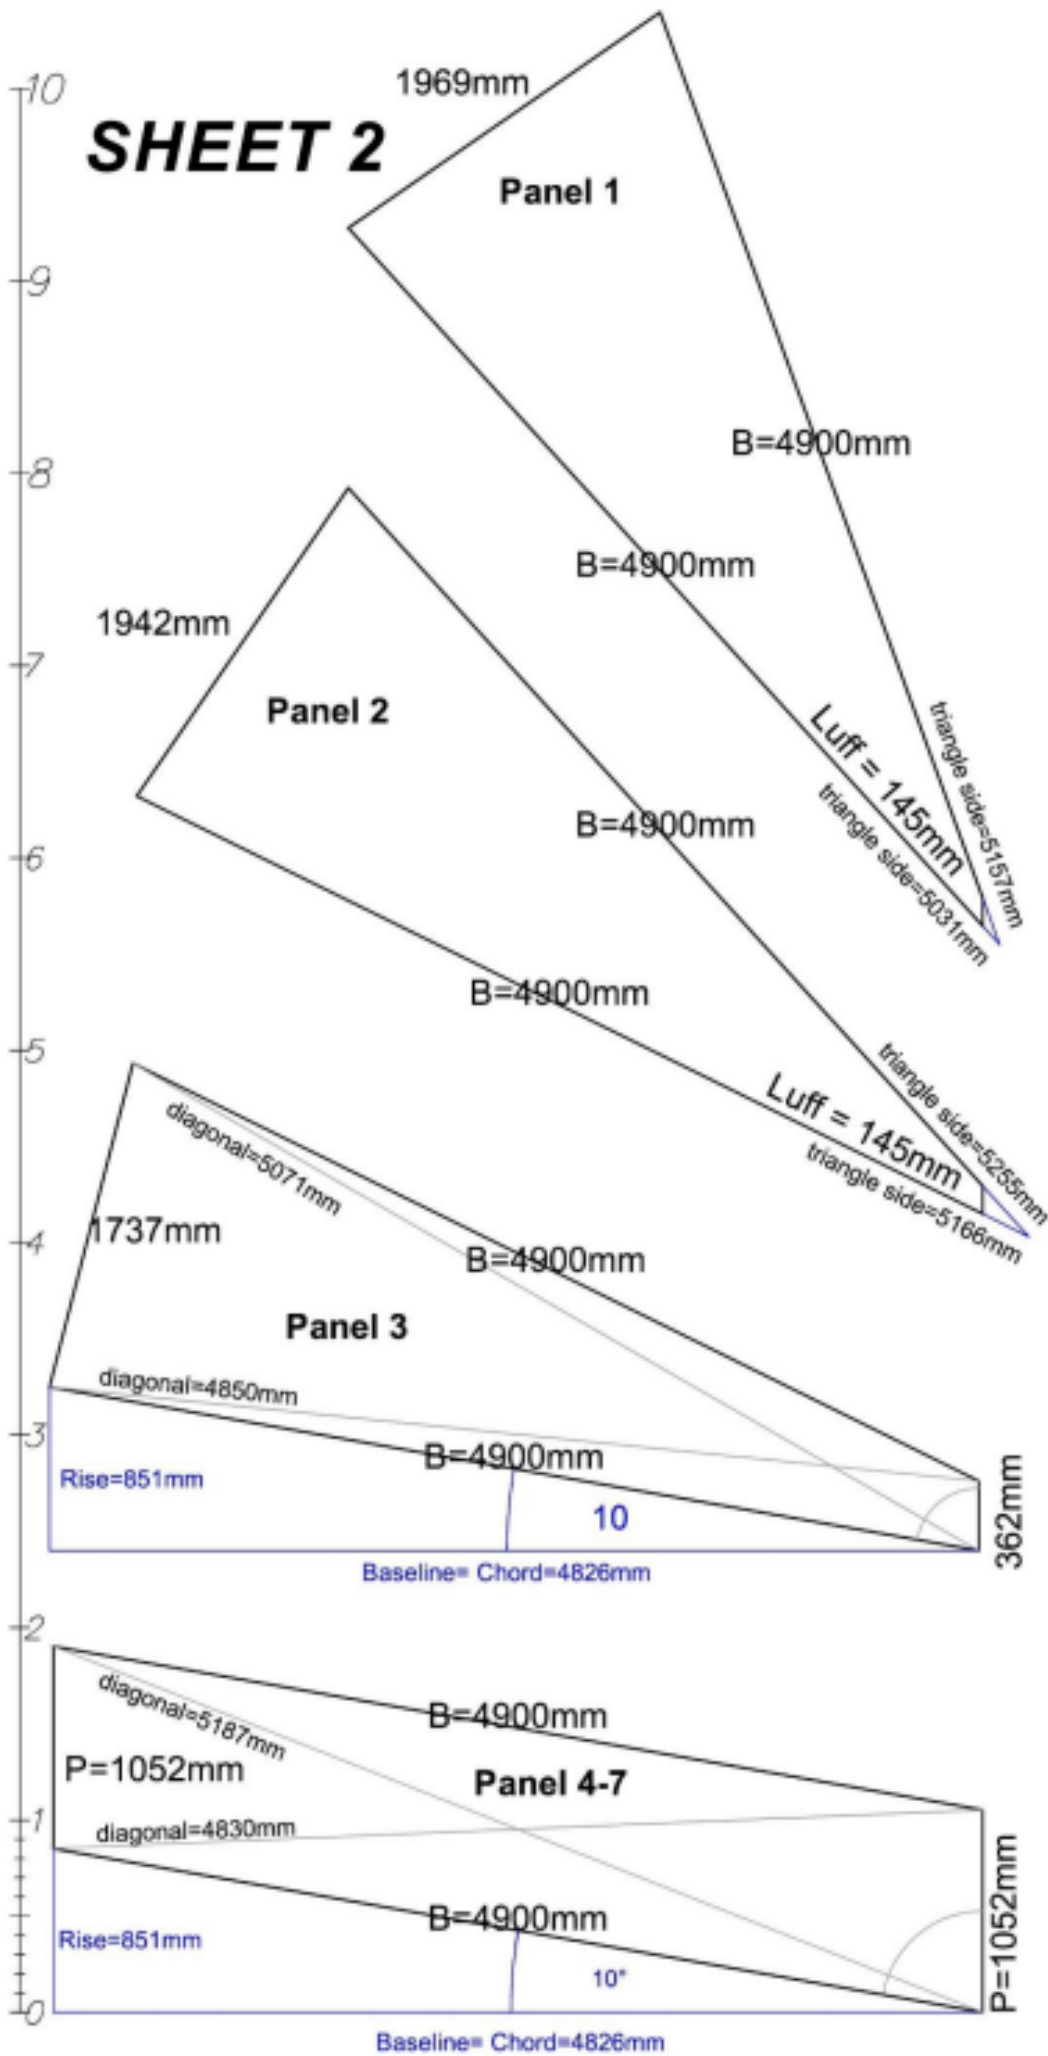 10
1969mm
SHEET 2
Panel 1
9
B=4900mm
8
B=4900mm
1942mm
7
Panel 2
Luff = 145mm
triangle side=5157mm
triangle side=5031mm
B=4900mm
6
B=4900mm
5
triangle side=5255mm
Luff = 145mm
triangle side=5166mm
diagonal=5071mm
1737mm
4
B=4900mm
Panel 3
diagonal=4850mm
3
B=4900mm
Rise=851mm
10
362mm
Baseline= Chord=4826mm
2
diagonal=5187mm
B=4900mm
P=1052mm
Panel 4-7
1
diagonal=4830mm
B=4900mm
P=1052mm
Rise=851mm
10°
0
Baseline= Chord=4826mm